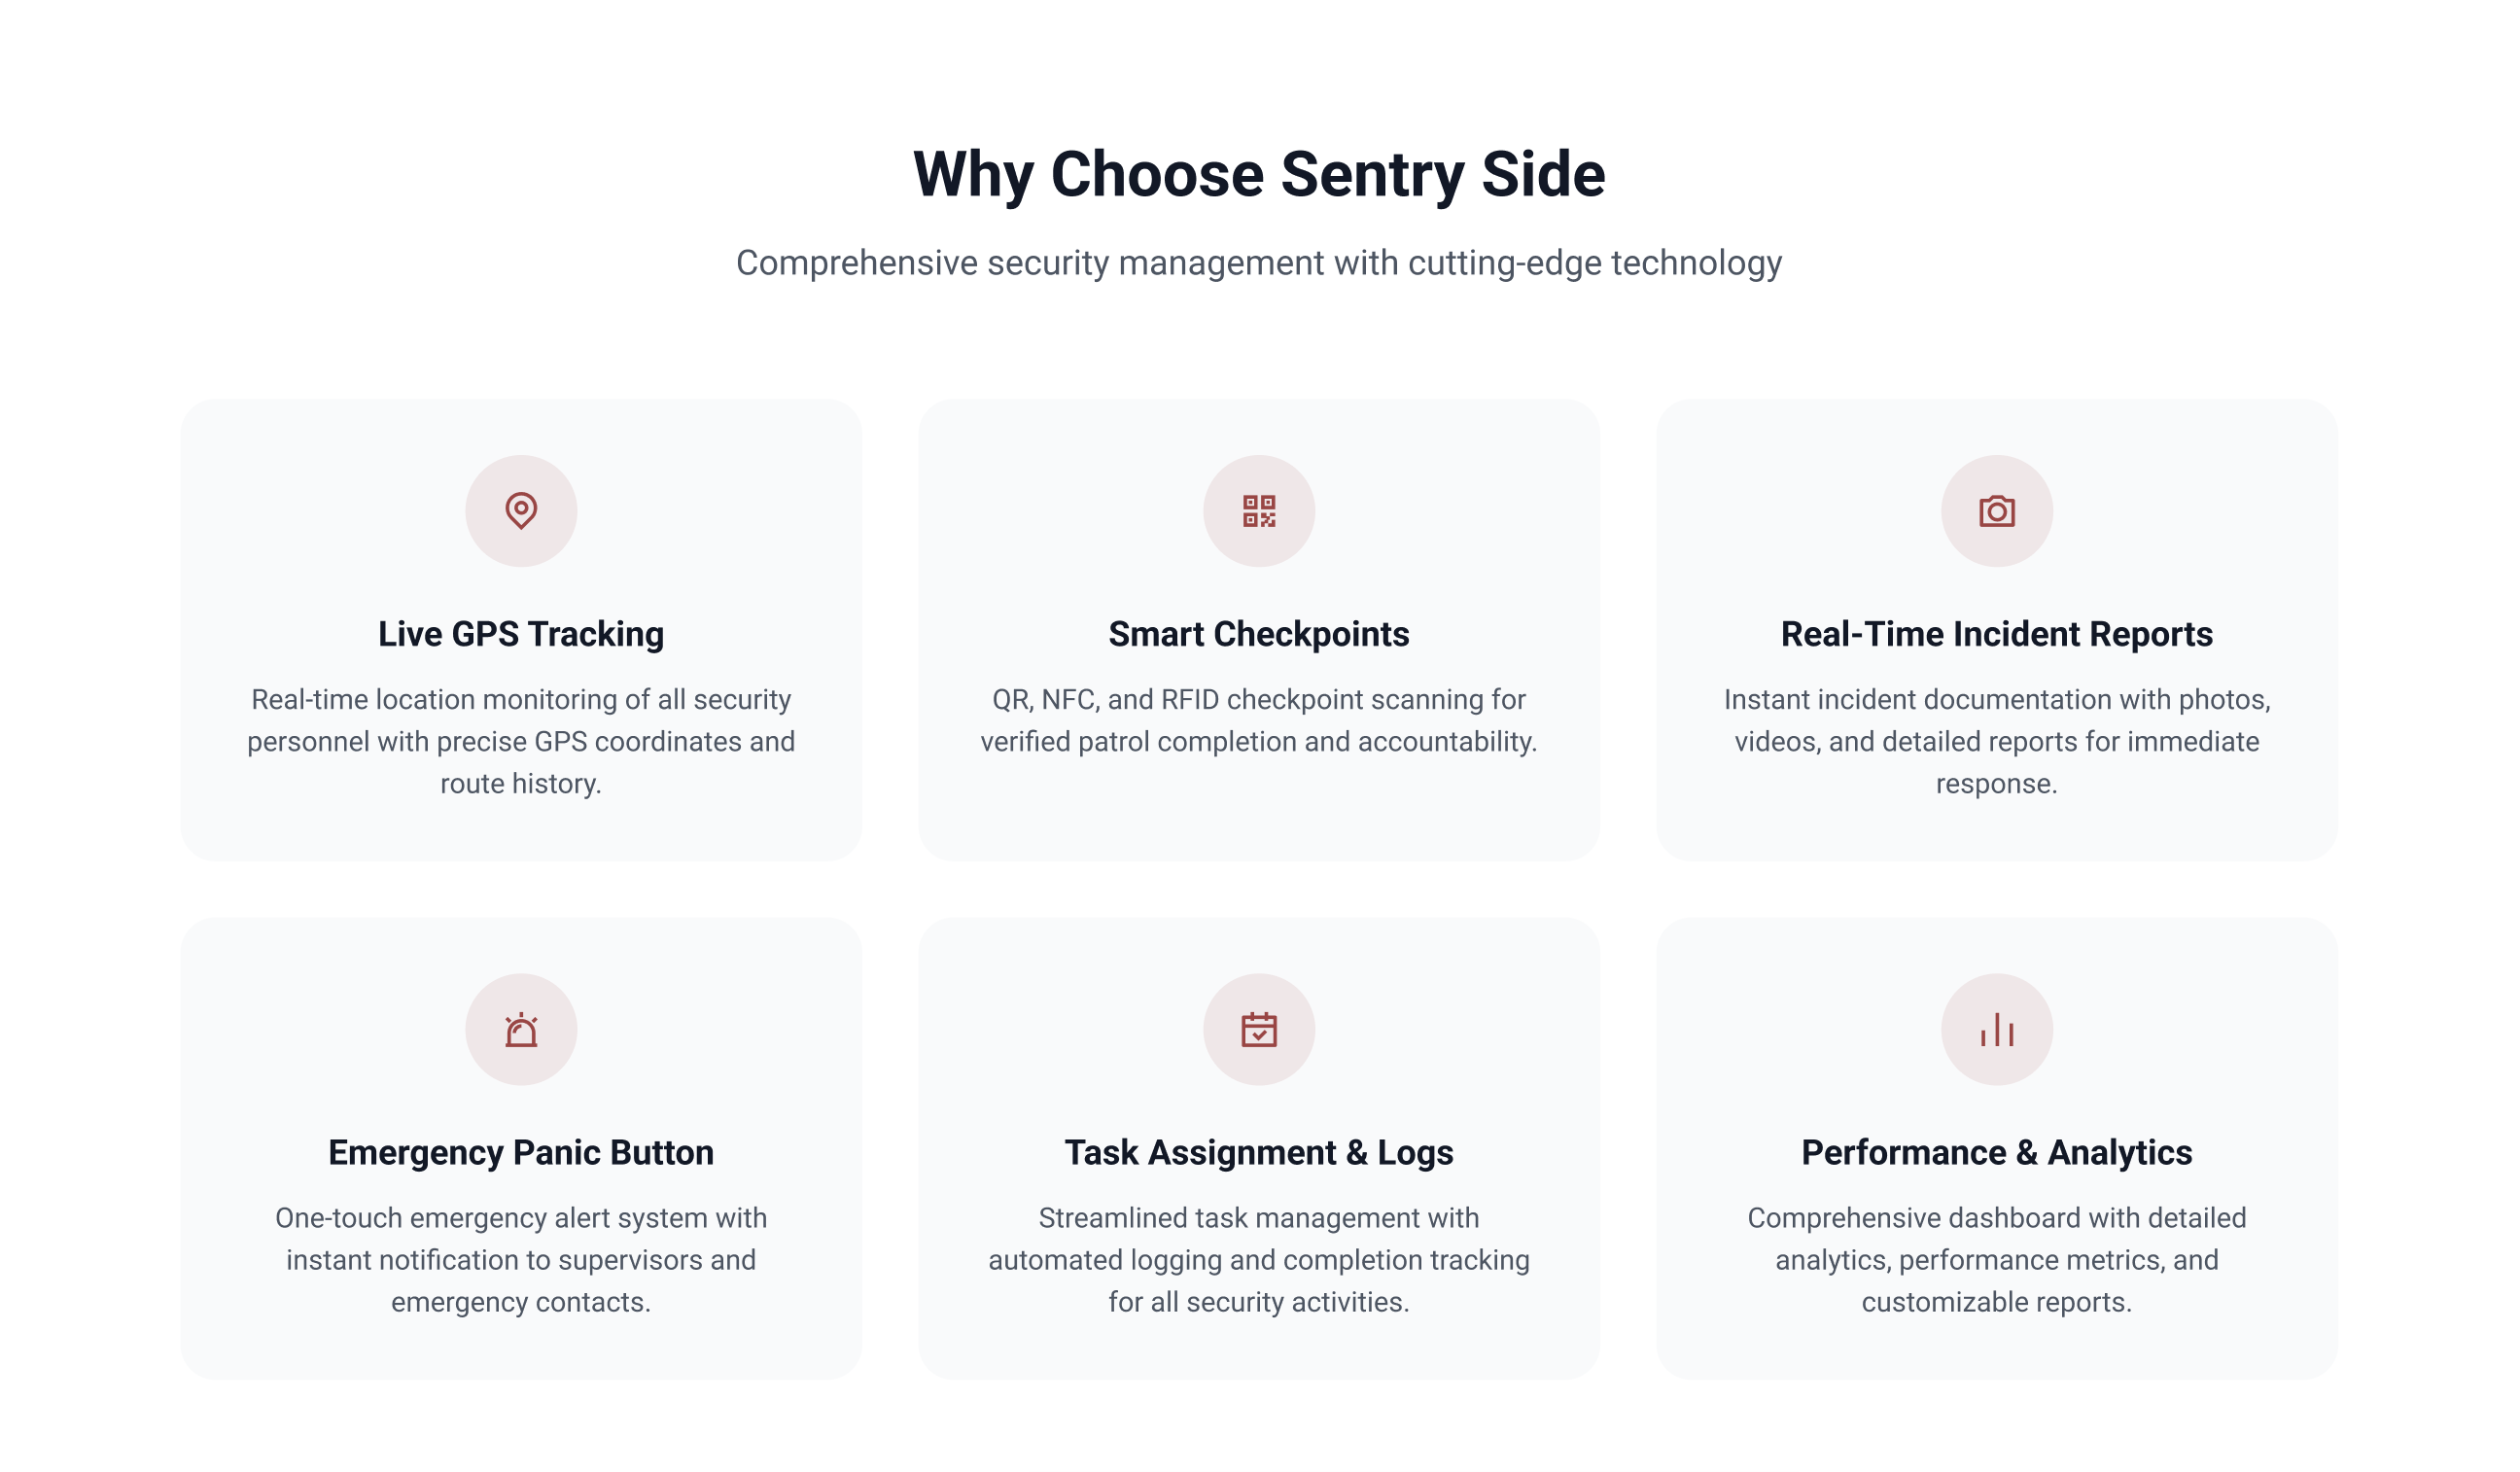 Why Choose Sentry Side
Comprehensive security management with cutting-edge technology
Live GPS Tracking
Real-time location monitoring of all security
personnel with precise GPS coordinates and
route history.
Smart Checkpoints
QR, NFC, and RFID checkpoint scanning for
verified patrol completion and accountability.
Real-Time Incident Reports
Instant incident documentation with photos,
videos, and detailed reports for immediate
response.
Emergency Panic Button
One-touch emergency alert system with
instant notification to supervisors and
emergency contacts.
Task Assignment & Logs
Streamlined task management with
automated logging and completion tracking
for all security activities.
Performance & Analytics
Comprehensive dashboard with detailed
analytics, performance metrics, and
customizable reports.